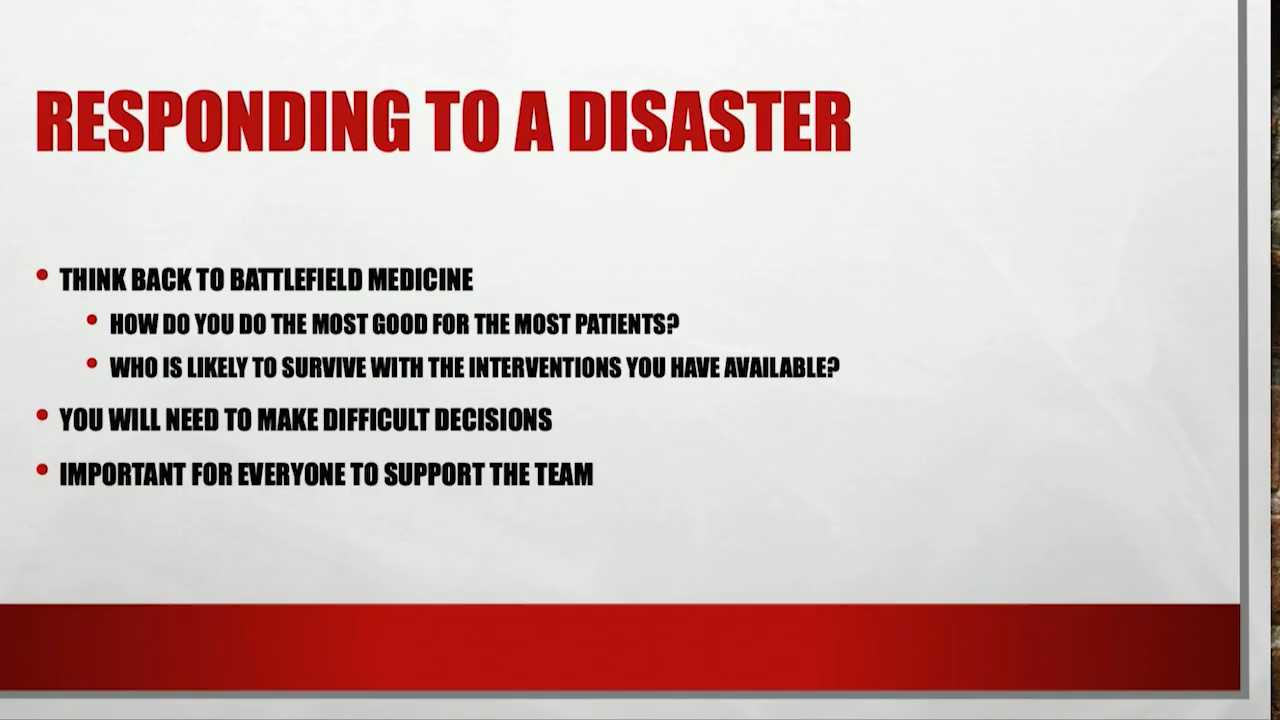 RESPONDING TO A DISASTER
THINK BACK TO BATTLEFIELD MEDICINE
HOW DO YOU DO THE MOST GOOD FOR THE MOST PATIENTS?
WHO IS LIKELY TO SURVIVE WITH THE INTERVENTIONS YOU HAVE AVAILABLE?
YOU WILL NEED TO MAKE DIFFICULT DECISIONS
IMPORTANT FOR EVERYONE TO SUPPORT THE TEAM